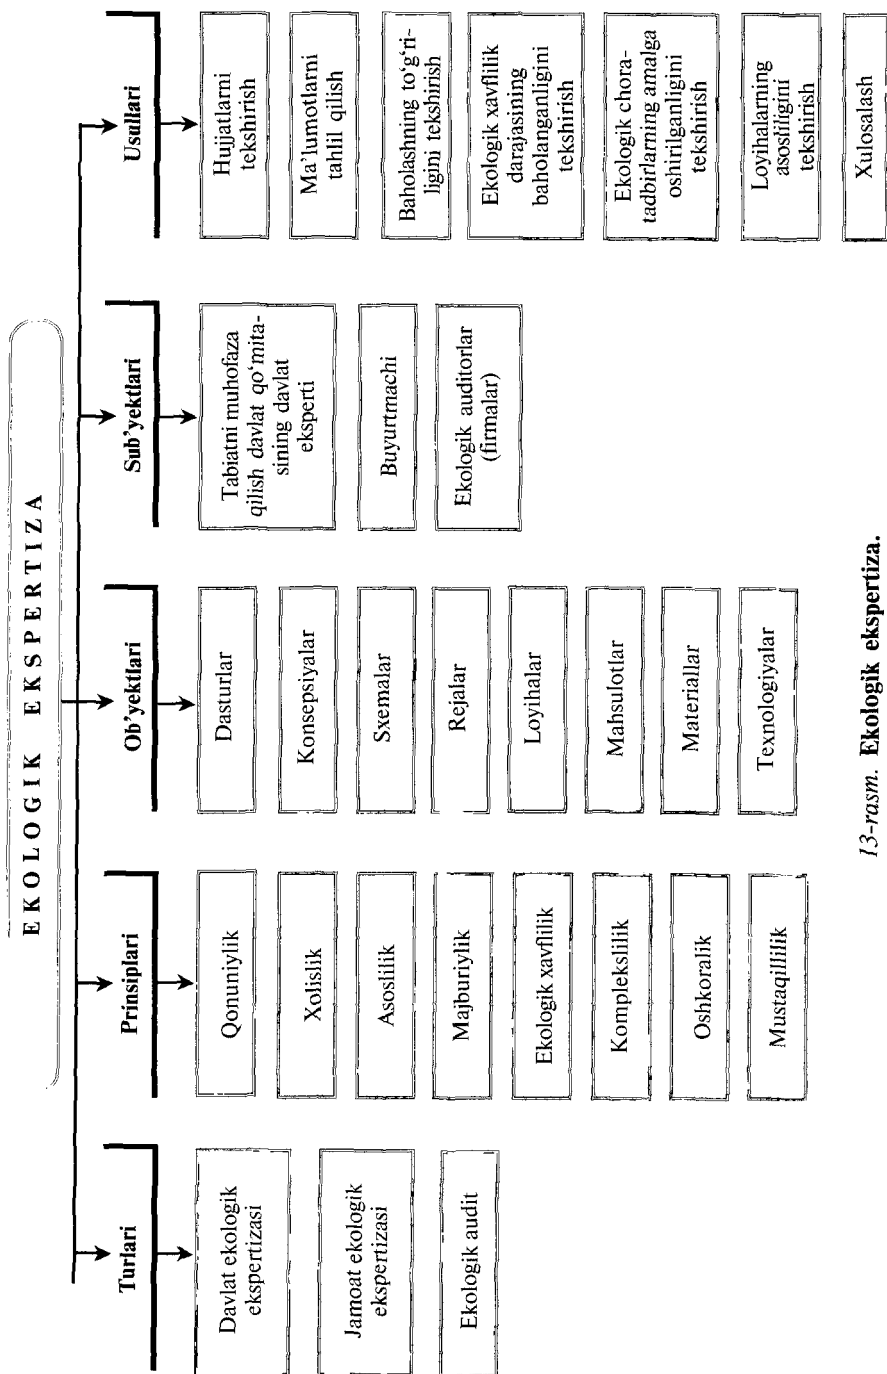 EKOLOGIK EKSPERTIZA
Turlari
Davlat ekologik
ekspertizasi
Jamoat ekologik
ekspertizasi
Ekologik audit
Prinsiplari
Qonuniylik
Xolislik
Asoslilik
Majburiylik
Ekologik xavflilik
Komplekslilik
Oshkoralik
Mustaqillilik
Ob’yektlari
Dasturlar
Konsepsiyalar
Sxemalar
Rejalar
Loyihalar
Mahsulotlar
Materiallar
Texnologiyalar
Sub’yektlari
Tabiatni muhofaza
qilish davlat qo‘mita-
sining davlat
eksperti
Buyurtmachi
Ekologik auditorlar
(firmalar)
Usullari
Hujjatlarni
tekshirish
Ma’lumotlarni
tahlil qilish
Baholashning to‘g‘ri-
ligini tekshirish
Ekologik xavflilik
darajasining
baholanganligini
tekshirish
Ekologik chora-
tadbirlarning amalga
oshirilganligini
tekshirish
Loyihalarning
asosliligini
tekshirish
Xulosalash
13-rasm. Ekologik ekspertiza.